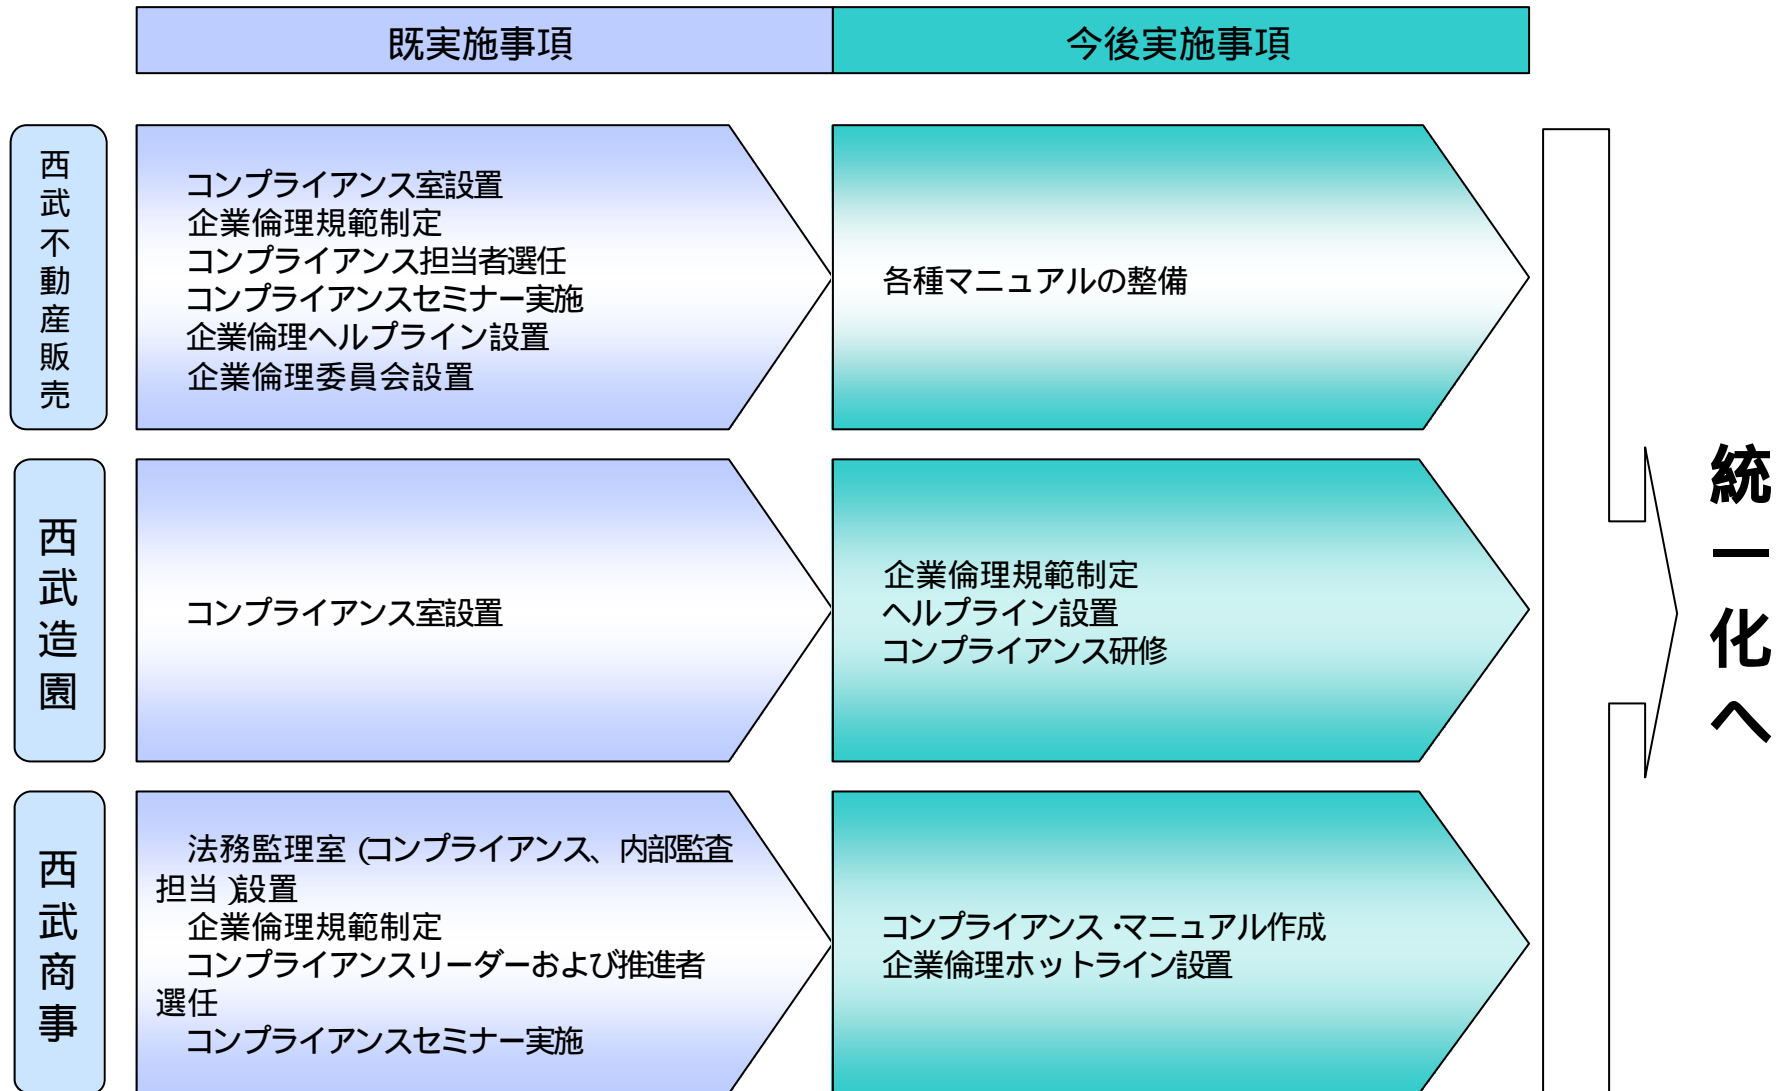 既実施事項
今後実施事項
西武不動産販売
コンプライアンス室設置
企業倫理規範制定
コンプライアンス担当者選任
コンプライアンスセミナー実施
企業倫理ヘルプライン設置
企業倫理委員会設置
各種マニュアルの整備
西武造園
コンプライアンス室設置
企業倫理規範制定
ヘルプライン設置
コンプライアンス研修
西武商事
法務監理室(コンプライアンス、内部監査
担当)設置
企業倫理規範制定
コンプライアンスリーダーおよび推進者
選任
コンプライアンスセミナー実施
コンプライアンス・マニュアル作成
企業倫理ホットライン設置
統一化へ